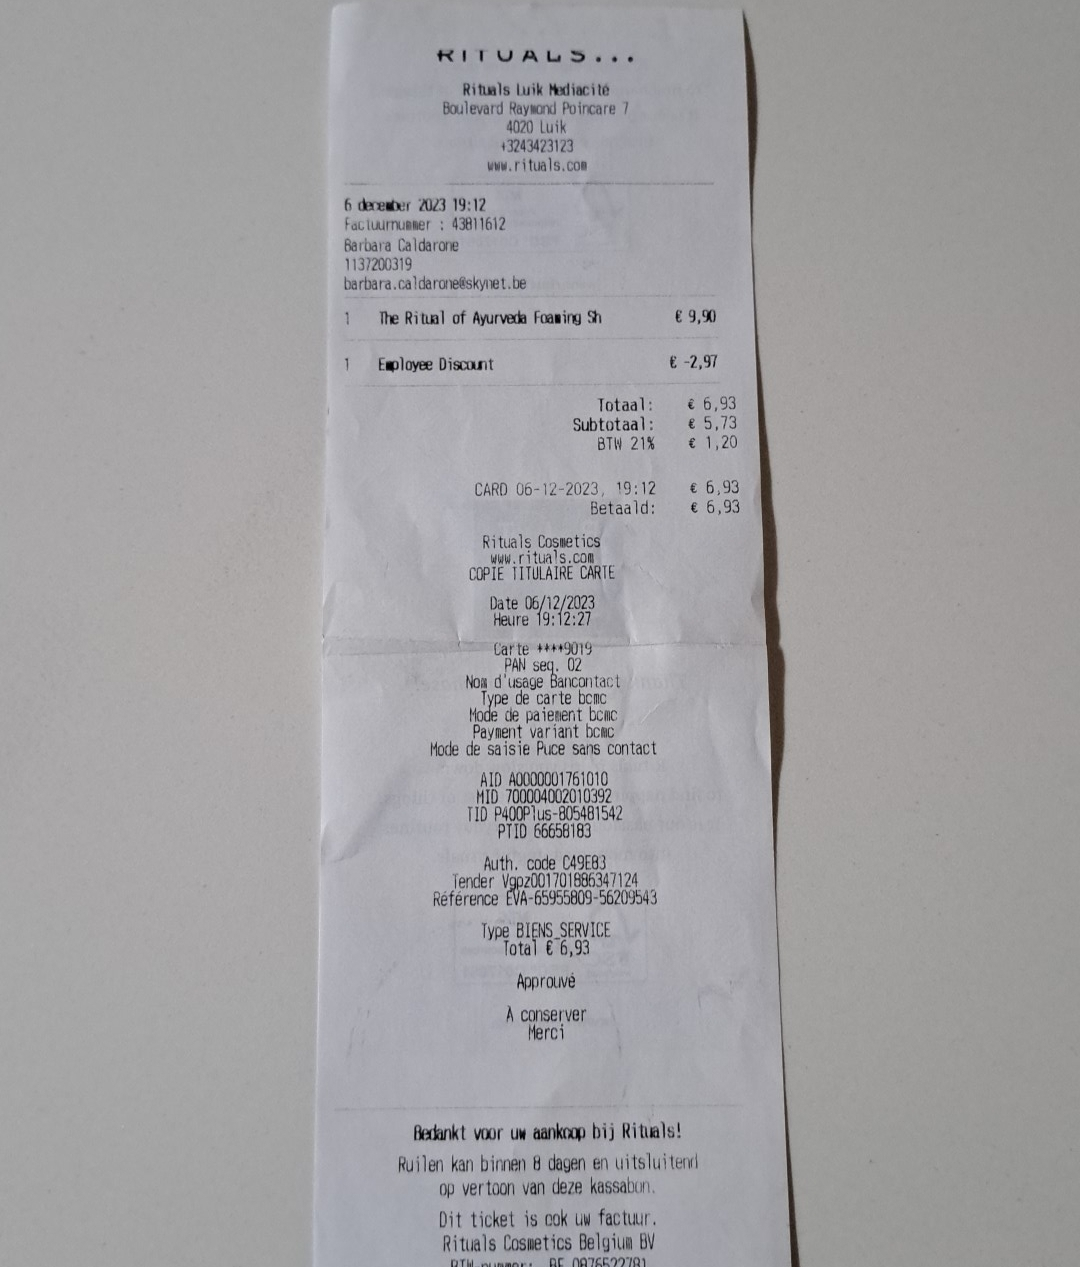 RITUALS...
Rituals Luik Mediacité
Boulevard Raymond Poincare 7
4020 Luik
+3243423123
www.rituals.com
6 december 2023 19:12
Factuurnummer : 43811612
Barbara Caldarone
1137200319
barbara.caldarone@skynet.be
1 The Ritual of Ayurveda Foaming Sh € 9,90
1 Employee Discount € -2,97
Totaal: € 6,93
Subtotaal: € 5,73
BTW 21% € 1,20
CARD 06-12-2023, 19:12 € 6,93
Betaald: € 6,93
Rituals Cosmetics
www.rituals.com
COPIE TITULAIRE CARTE
Date 06/12/2023
Heure 19:12:27
Carte ****9019
PAN seq. 02
Nom d'usage Bancontact
Type de carte bcmc
Mode de paiement bcmc
Payment variant bcmc
Mode de saisie Puce sans contact
AID A0000001761010
MID 700004002010392
TID P400Plus-805481542
PTID 66658183
Auth. code C49E83
Tender Vgpz001701886347124
Référence EVA-65955809-56209543
Type BIENS_SERVICE
Total € 6,93
Approuvé
À conserver
Merci
Bedankt voor uw aankoop bij Rituals!
Ruilen kan binnen 8 dagen en uitsluitend
op vertoon van deze kassabon.
Dit ticket is ook uw factuur.
Rituals Cosmetics Belgium BV
BTW-nummer: BE 0876522781